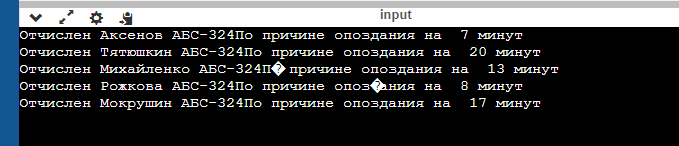 input
Отчислен Аксенов АБС-324По причине опоздания на  7 минут
Отчислен Тятюшкин АБС-324По причине опоздания на  20 минут
Отчислен Михайленко АБС-324П� причине опоздания на  13 минут
Отчислен Рожкова АБС-324По причине опоз�ания на  8 минут
Отчислен Мокрушин АБС-324По причине опоздания на  17 минут